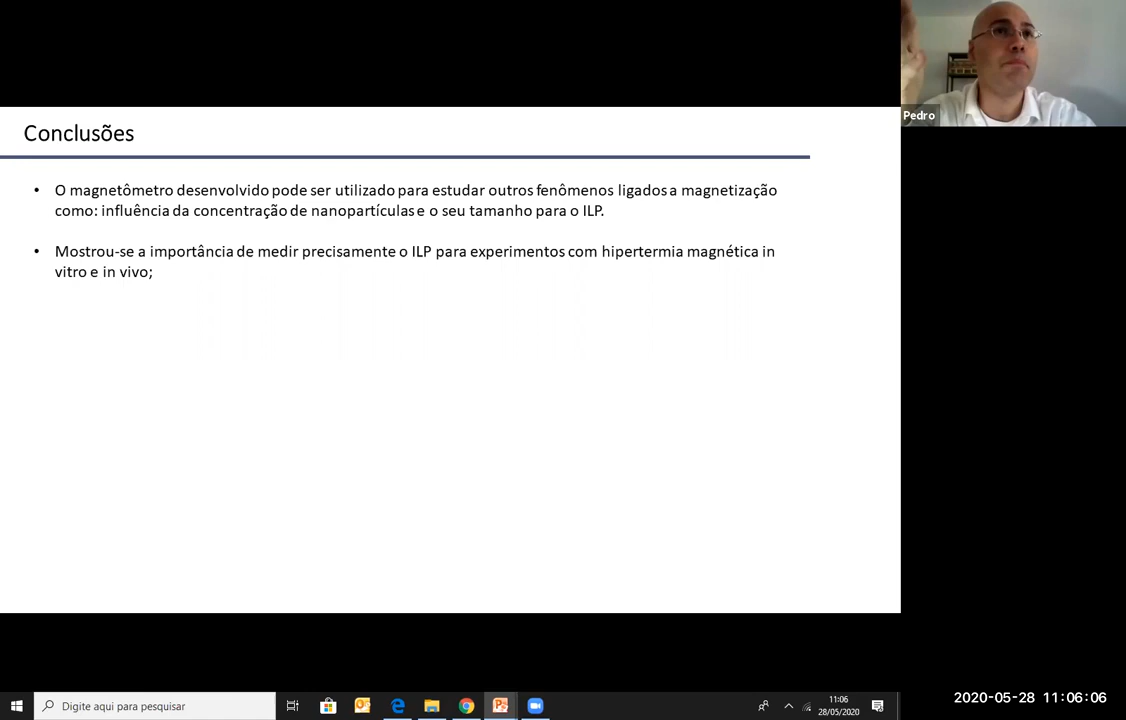 Pedro
Conclusões
• O magnetômetro desenvolvido pode ser utilizado para estudar outros fenômenos ligados a magnetização
como: influência da concentração de nanopartículas e o seu tamanho para o ILP.
• Mostrou-se a importância de medir precisamente o ILP para experimentos com hipertermia magnética in
vitro e in vivo;
Digite aqui para pesquisar
11:06
28/05/2020
2020-05-28 11:06:06